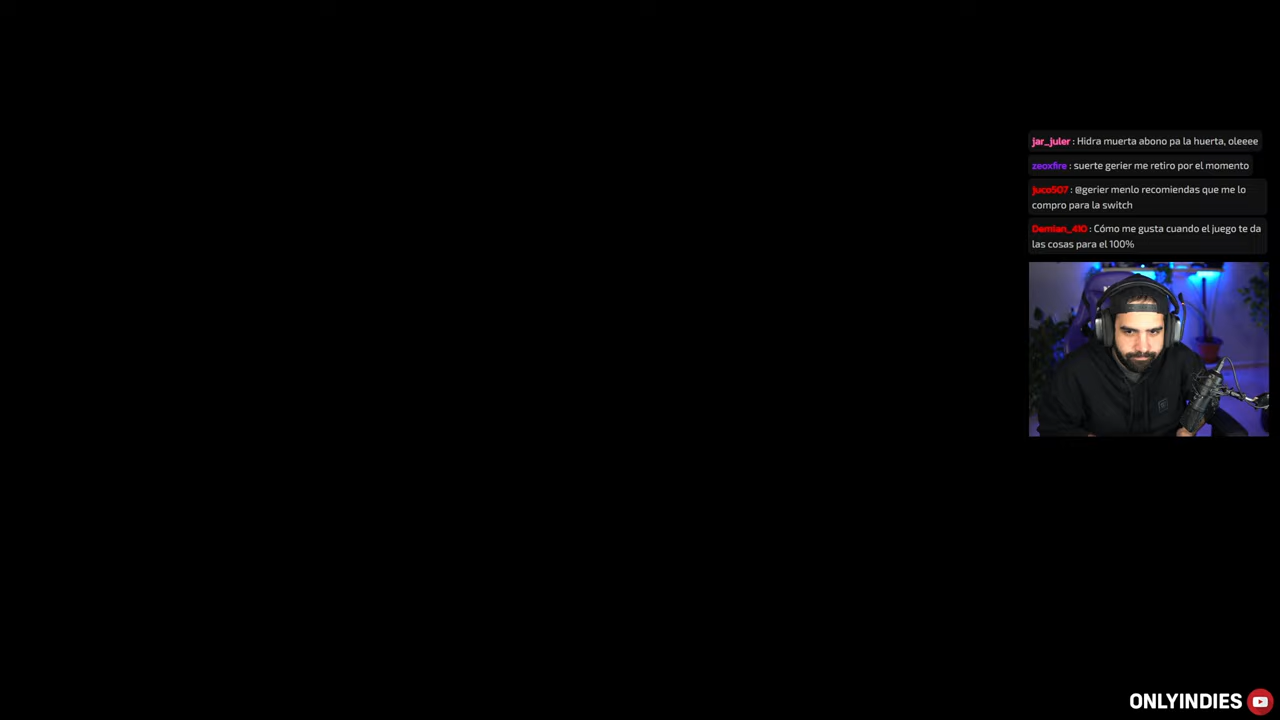 jar_juler : Hidra muerta abono pa la huerta, oleeee
zeoxfire : suerte gerier me retiro por el momento
juco507 : @gerier menlo recomiendas que me lo
compro para la switch
Demian_410 : Cómo me gusta cuando el juego te da
las cosas para el 100%
ONLYINDIES